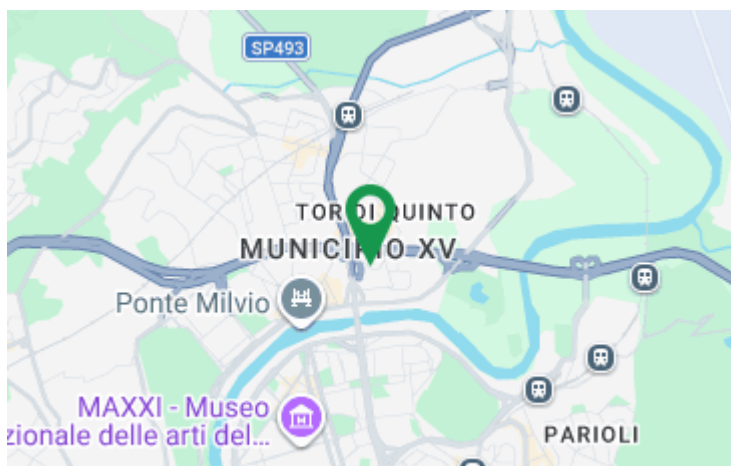 SP493
TOR DI QUINTO
MUNICIPIO XV
Ponte Milvio
MAXXI - Museo
zionale delle arti del...
PARIOLI